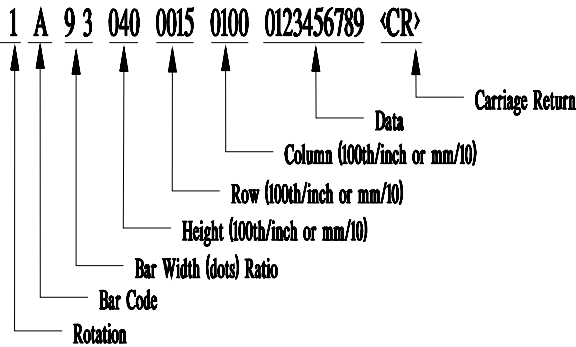 1 A 9 3 040 0015 0100 0123456789 <CR>
Carriage Return
Data
Column (100th/inch or mm/10)
Row (100th/inch or mm/10)
Height (100th/inch or mm/10)
Bar Width (dots) Ratio
Bar Code
Rotation